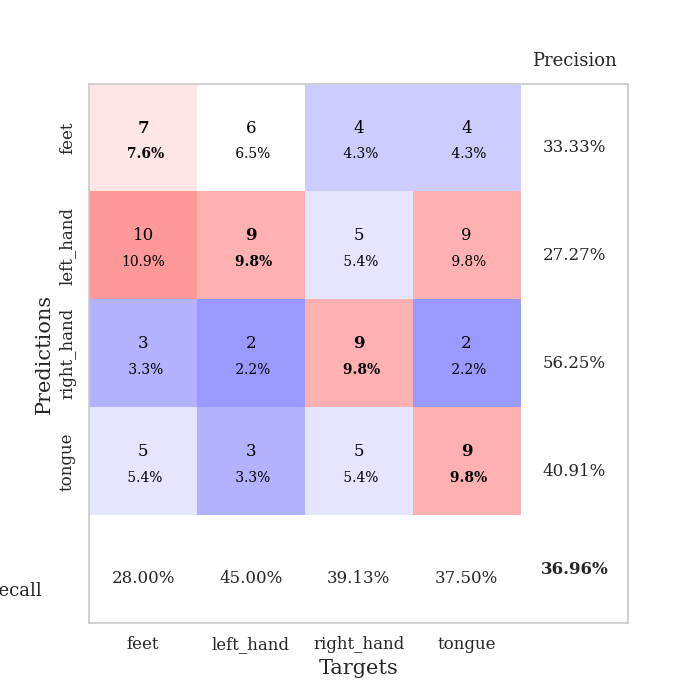 Precision
feet
7 6 4 4
7.6% 6.5% 4.3% 4.3%
33.33%
left_hand
10 9 5 9
10.9% 9.8% 5.4% 9.8%
27.27%
Predictions
right_hand
3 2 9 2
3.3% 2.2% 9.8% 2.2%
56.25%
tongue
5 3 5 9
5.4% 3.3% 5.4% 9.8%
40.91%
ecall
28.00% 45.00% 39.13% 37.50% 36.96%
feet left_hand right_hand tongue
Targets